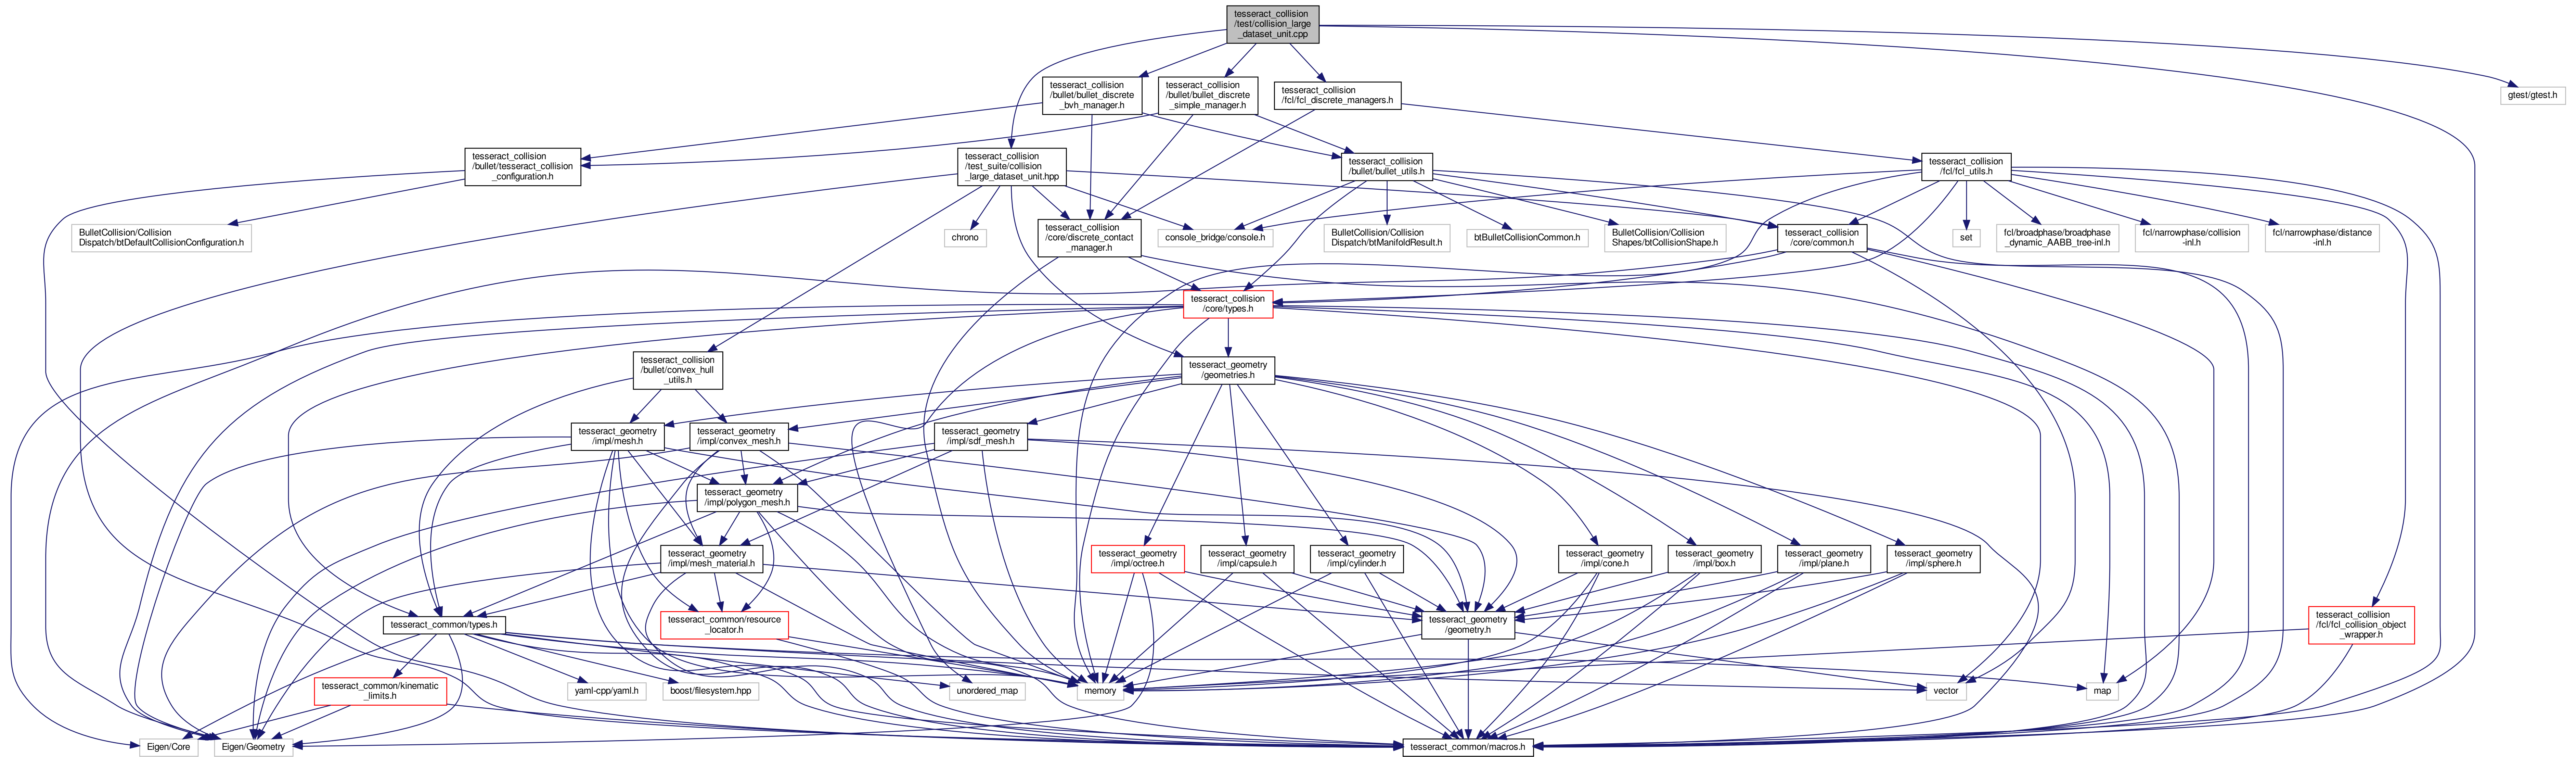 tesseract_collision
/test/collision_large
_dataset_unit.cpp
tesseract_collision
/bullet/bullet_discrete
_bvh_manager.h
tesseract_collision
/bullet/bullet_discrete
_simple_manager.h
tesseract_collision
/fcl/fcl_discrete_managers.h
gtest/gtest.h
tesseract_collision
/bullet/tesseract_collision
_configuration.h
tesseract_collision
/test_suite/collision
_large_dataset_unit.hpp
tesseract_collision
/bullet/bullet_utils.h
tesseract_collision
/fcl/fcl_utils.h
BulletCollision/Collision
Dispatch/btDefaultCollisionConfiguration.h
chrono
tesseract_collision
/core/discrete_contact
_manager.h
console_bridge/console.h
BulletCollision/Collision
Dispatch/btManifoldResult.h
btBulletCollisionCommon.h
BulletCollision/Collision
Shapes/btCollisionShape.h
tesseract_collision
/core/common.h
set
fcl/broadphase/broadphase
_dynamic_AABB_tree-inl.h
fcl/narrowphase/collision
-inl.h
fcl/narrowphase/distance
-inl.h
tesseract_collision
/core/types.h
tesseract_collision
/bullet/convex_hull
_utils.h
tesseract_geometry
/geometries.h
tesseract_geometry
/impl/mesh.h
tesseract_geometry
/impl/convex_mesh.h
tesseract_geometry
/impl/sdf_mesh.h
tesseract_geometry
/impl/polygon_mesh.h
tesseract_geometry
/impl/mesh_material.h
tesseract_geometry
/impl/octree.h
tesseract_geometry
/impl/capsule.h
tesseract_geometry
/impl/cylinder.h
tesseract_geometry
/impl/cone.h
tesseract_geometry
/impl/box.h
tesseract_geometry
/impl/plane.h
tesseract_geometry
/impl/sphere.h
tesseract_common/types.h
tesseract_common/resource
_locator.h
tesseract_geometry
/geometry.h
tesseract_collision
/fcl/fcl_collision_object
_wrapper.h
tesseract_common/kinematic
_limits.h
yaml-cpp/yaml.h
boost/filesystem.hpp
unordered_map
memory
vector
map
Eigen/Core
Eigen/Geometry
tesseract_common/macros.h